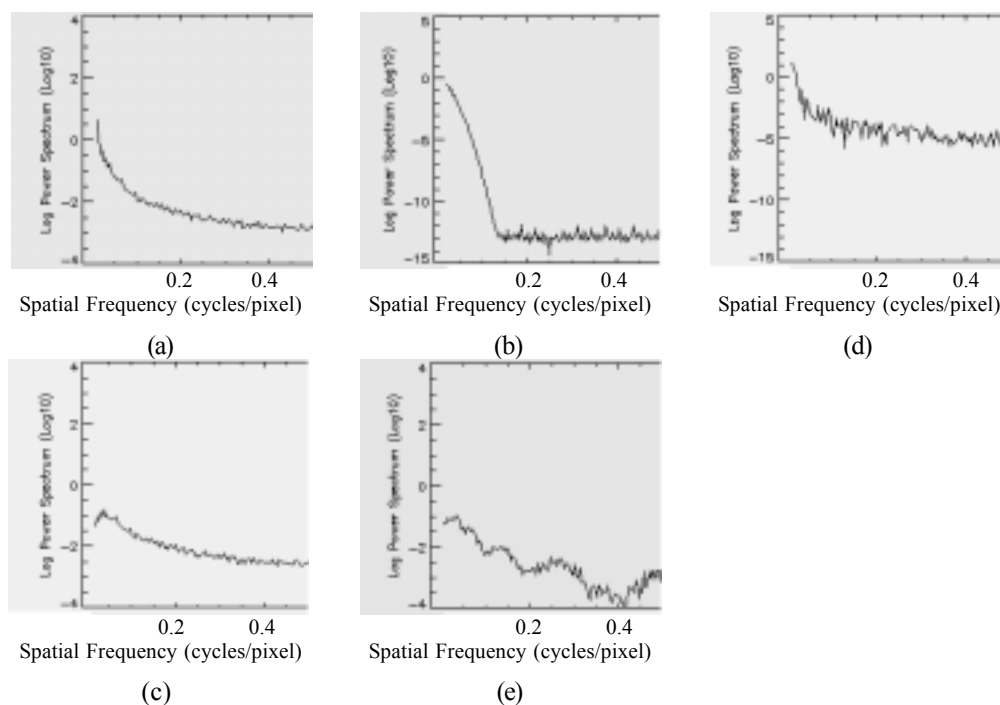 4
2
0
-2
-4
Log Power Spectrum (Log10)
0.2 0.4
Spatial Frequency (cycles/pixel)
(a)
5
0
-5
-10
-15
Log Power Spectrum (Log10)
0.2 0.4
Spatial Frequency (cycles/pixel)
(b)
5
0
-5
-10
-15
Log Power Spectrum (Log10)
0.2 0.4
Spatial Frequency (cycles/pixel)
(d)
4
2
0
-2
-4
Log Power Spectrum (Log10)
0.2 0.4
Spatial Frequency (cycles/pixel)
(c)
4
2
0
-2
-4
Log Power Spectrum (Log10)
0.2 0.4
Spatial Frequency (cycles/pixel)
(e)